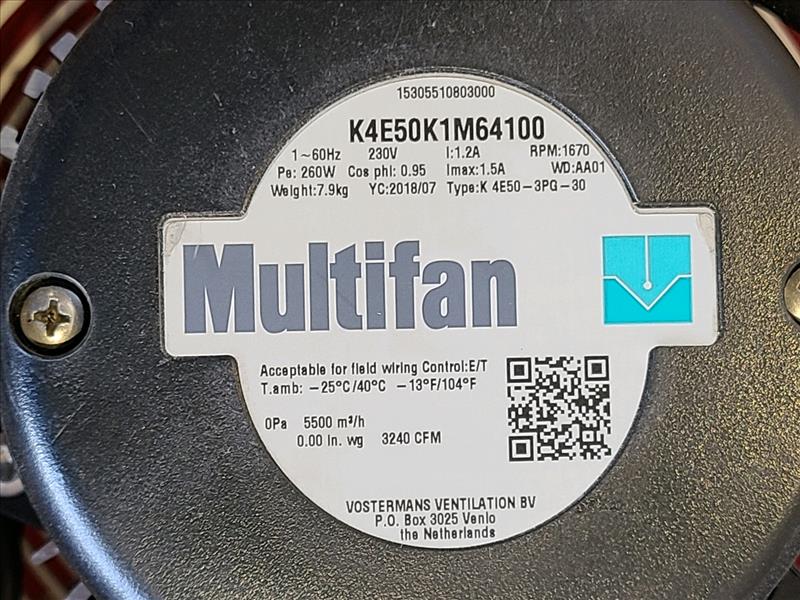 15305510803000
K4E50K1M64100
1~60Hz 230V I:1.2A RPM:1670
Pe: 260W Cos phi: 0.95 Imax:1.5A WD:AA01
Weight:7.9kg YC:2018/07 Type:K 4E50-3PG-30
Multifan
Acceptable for field wiring Control:E/T
T.amb: -25°C/40°C -13°F/104°F
0Pa 5500 m³/h
0.00 In. wg 3240 CFM
VOSTERMANS VENTILATION BV
P.O. Box 3025 Venlo
the Netherlands